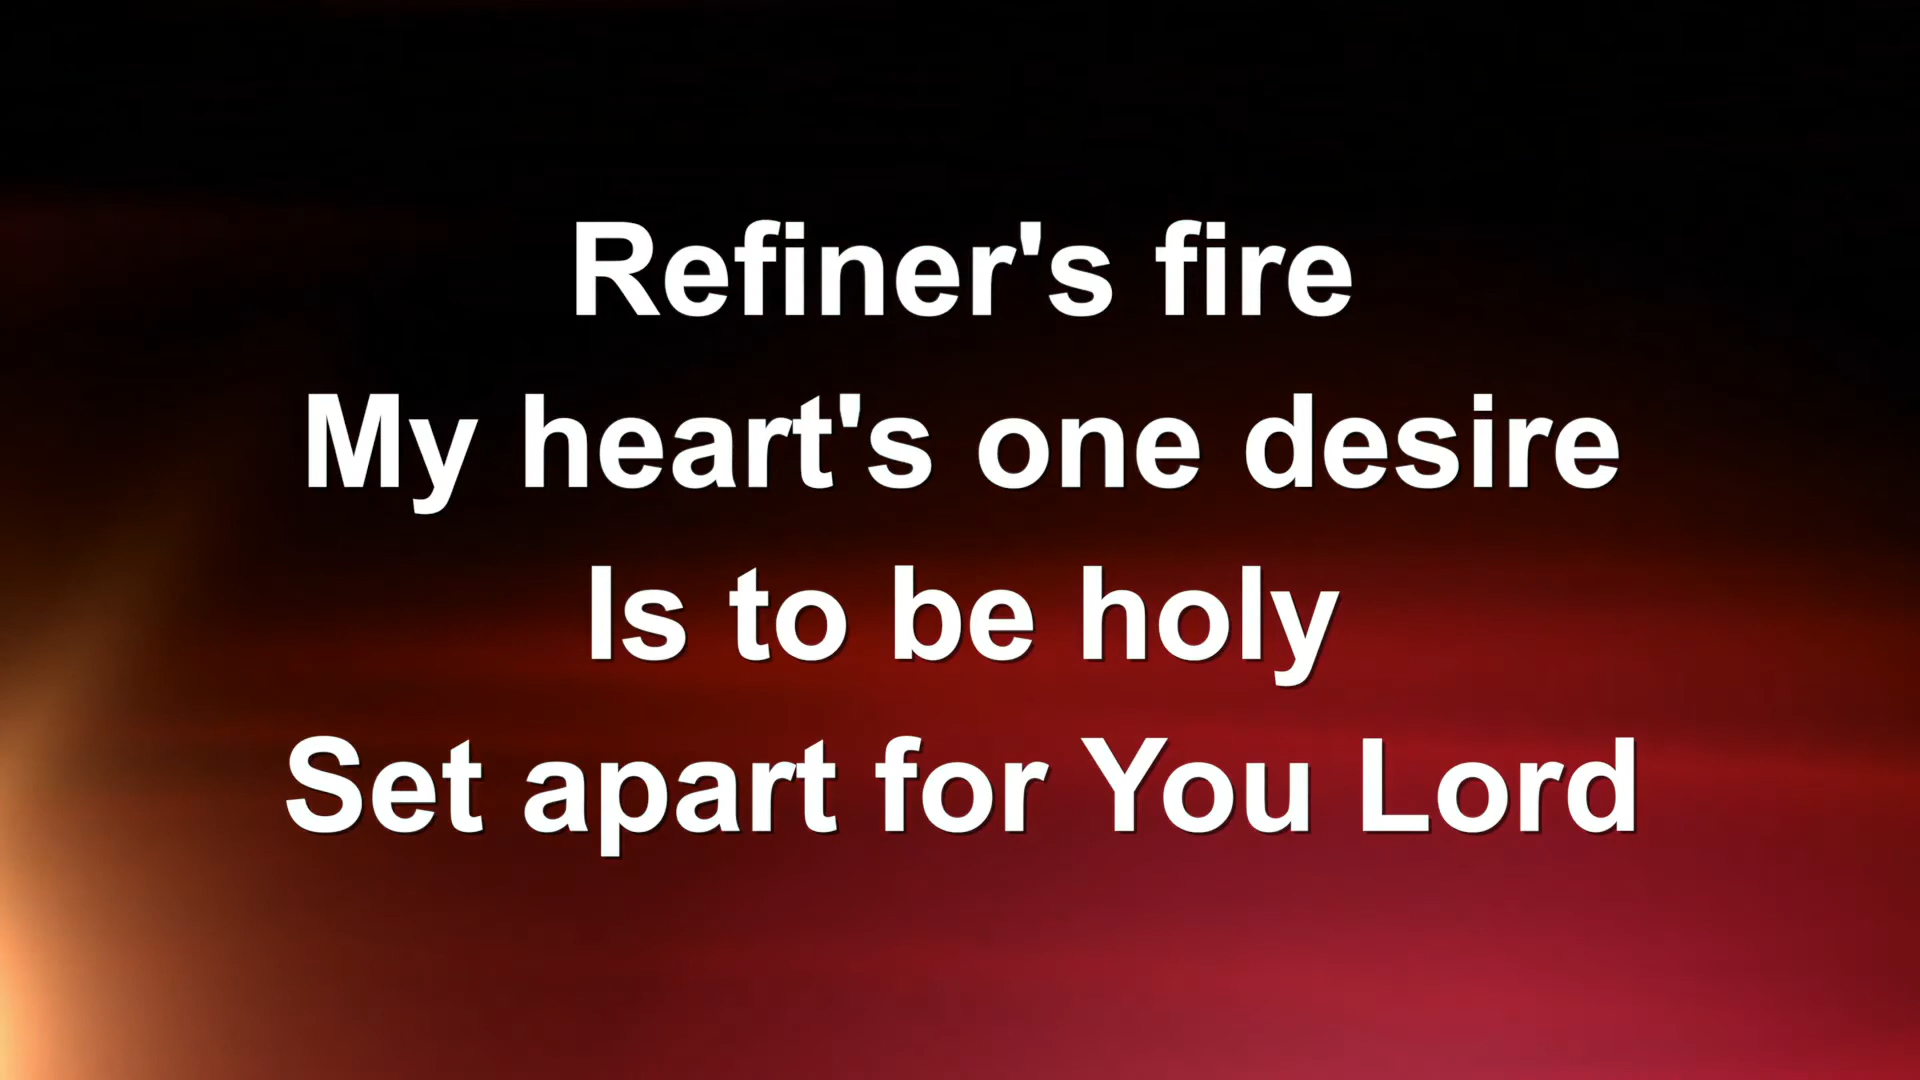 Refiner's fire
My heart's one desire
Is to be holy
Set apart for You Lord